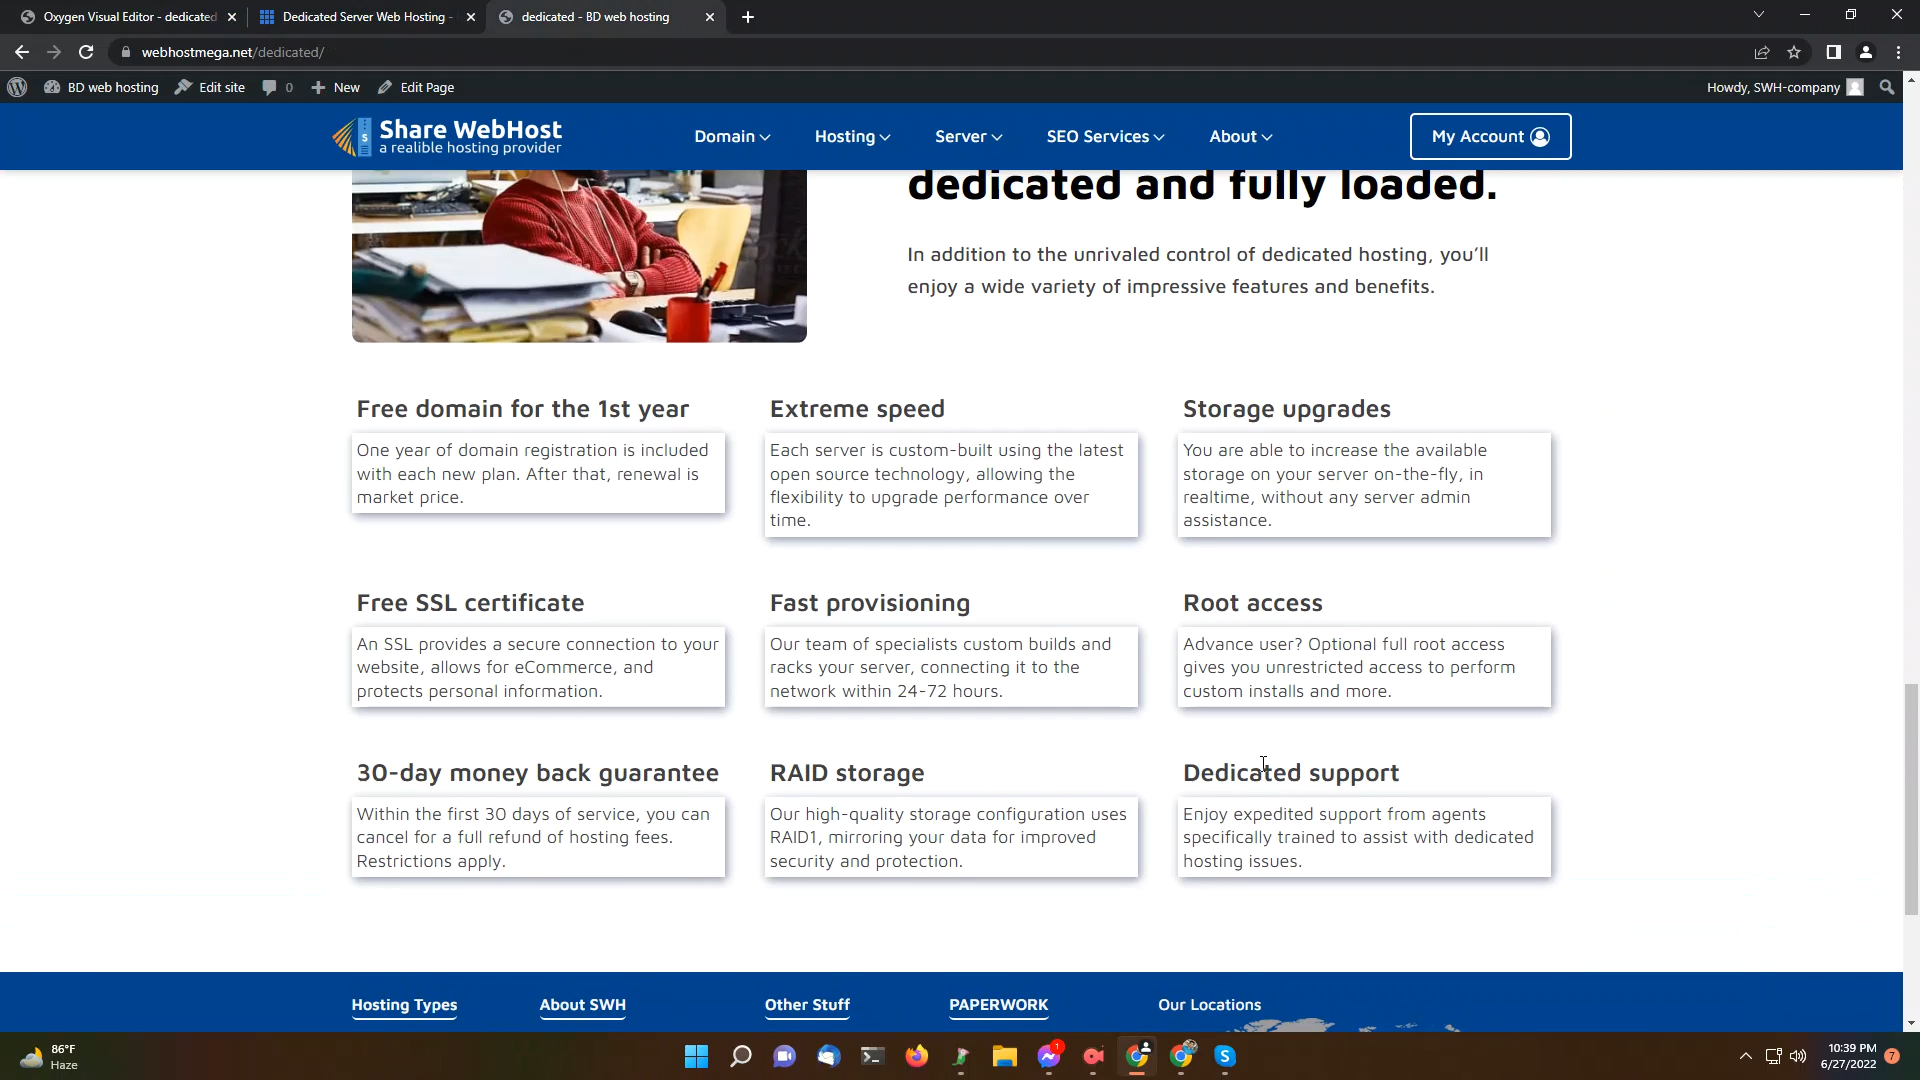 Oxygen Visual Editor - dedicated
Dedicated Server Web Hosting -
dedicated - BD web hosting
webhostmega.net/dedicated/
BD web hosting
Edit site
0
New
Edit Page
Howdy, SWH-company
Share WebHost
a realible hosting provider
Domain
Hosting
Server
SEO Services
About
My Account
dedicated and fully loaded.
In addition to the unrivaled control of dedicated hosting, you'll
enjoy a wide variety of impressive features and benefits.
Free domain for the 1st year
One year of domain registration is included
with each new plan. After that, renewal is
market price.
Extreme speed
Each server is custom-built using the latest
open source technology, allowing the
flexibility to upgrade performance over
time.
Storage upgrades
You are able to increase the available
storage on your server on-the-fly, in
realtime, without any server admin
assistance.
Free SSL certificate
An SSL provides a secure connection to your
website, allows for eCommerce, and
protects personal information.
Fast provisioning
Our team of specialists custom builds and
racks your server, connecting it to the
network within 24-72 hours.
Root access
Advance user? Optional full root access
gives you unrestricted access to perform
custom installs and more.
30-day money back guarantee
Within the first 30 days of service, you can
cancel for a full refund of hosting fees.
Restrictions apply.
RAID storage
Our high-quality storage configuration uses
RAID1, mirroring your data for improved
security and protection.
Dedicated support
Enjoy expedited support from agents
specifically trained to assist with dedicated
hosting issues.
Hosting Types
About SWH
Other Stuff
PAPERWORK
Our Locations
86°F
Haze
1
10:39 PM
6/27/2022
7